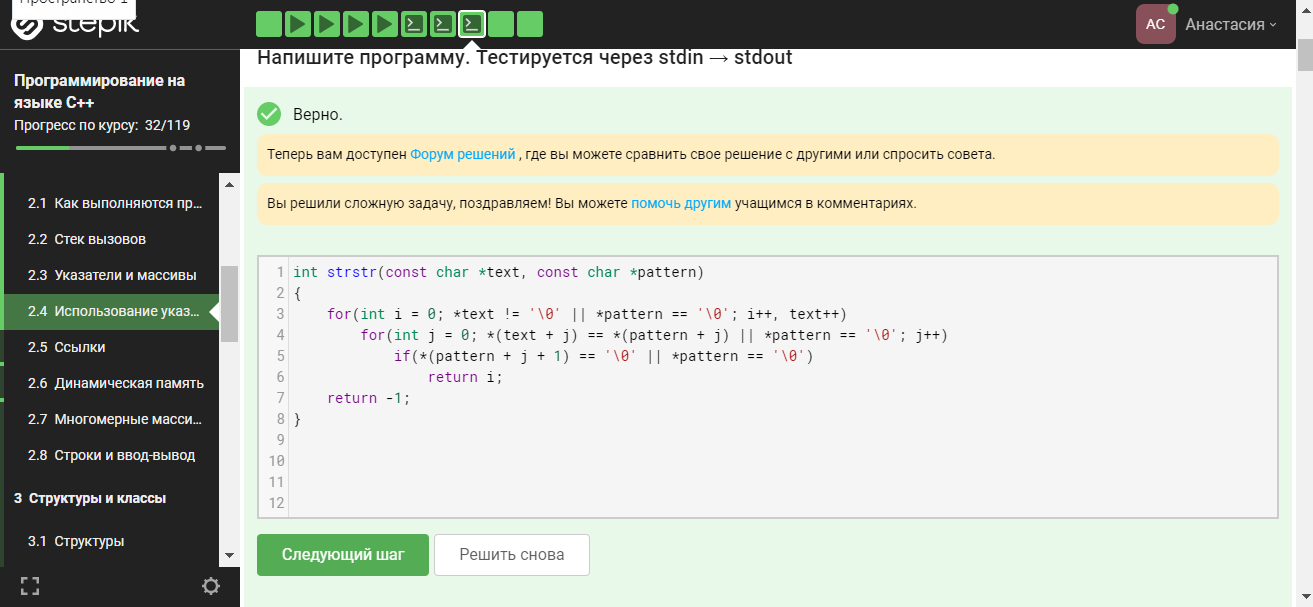 Пространство 1
stepik
АС
Анастасия
Программирование на
языке C++
Прогресс по курсу: 32/119
2.1 Как выполняются пр...
2.2 Стек вызовов
2.3 Указатели и массивы
2.4 Использование указ...
2.5 Ссылки
2.6 Динамическая память
2.7 Многомерные масси...
2.8 Строки и ввод-вывод
3 Структуры и классы
3.1 Структуры
Напишите программу. Тестируется через stdin → stdout
Верно.
Теперь вам доступен Форум решений , где вы можете сравнить свое решение с другими или спросить совета.
Вы решили сложную задачу, поздравляем! Вы можете помочь другим учащимся в комментариях.
1 int strstr(const char *text, const char *pattern)
2 {
3     for(int i = 0; *text != '\0' || *pattern == '\0'; i++, text++)
4         for(int j = 0; *(text + j) == *(pattern + j) || *pattern == '\0'; j++)
5             if(*(pattern + j + 1) == '\0' || *pattern == '\0')
6                 return i;
7     return -1;
8 }
9
10
11
12
Следующий шаг
Решить снова